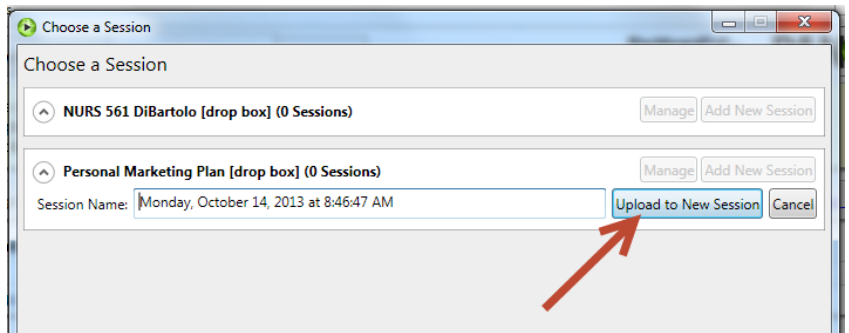 Choose a Session
Choose a Session
NURS 561 DiBartolo [drop box] (0 Sessions) Manage Add New Session
Personal Marketing Plan [drop box] (0 Sessions) Manage Add New Session
Session Name: Monday, October 14, 2013 at 8:46:47 AM Upload to New Session Cancel